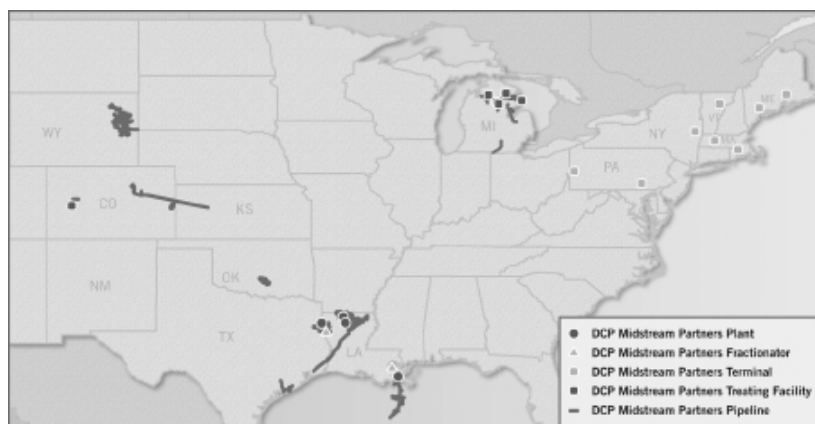 ME
VT
WY
MI
NY
MA
PA
CO
KS
OK
NM
TX
LA
DCP Midstream Partners Plant
DCP Midstream Partners Fractionator
DCP Midstream Partners Terminal
DCP Midstream Partners Treating Facility
DCP Midstream Partners Pipeline